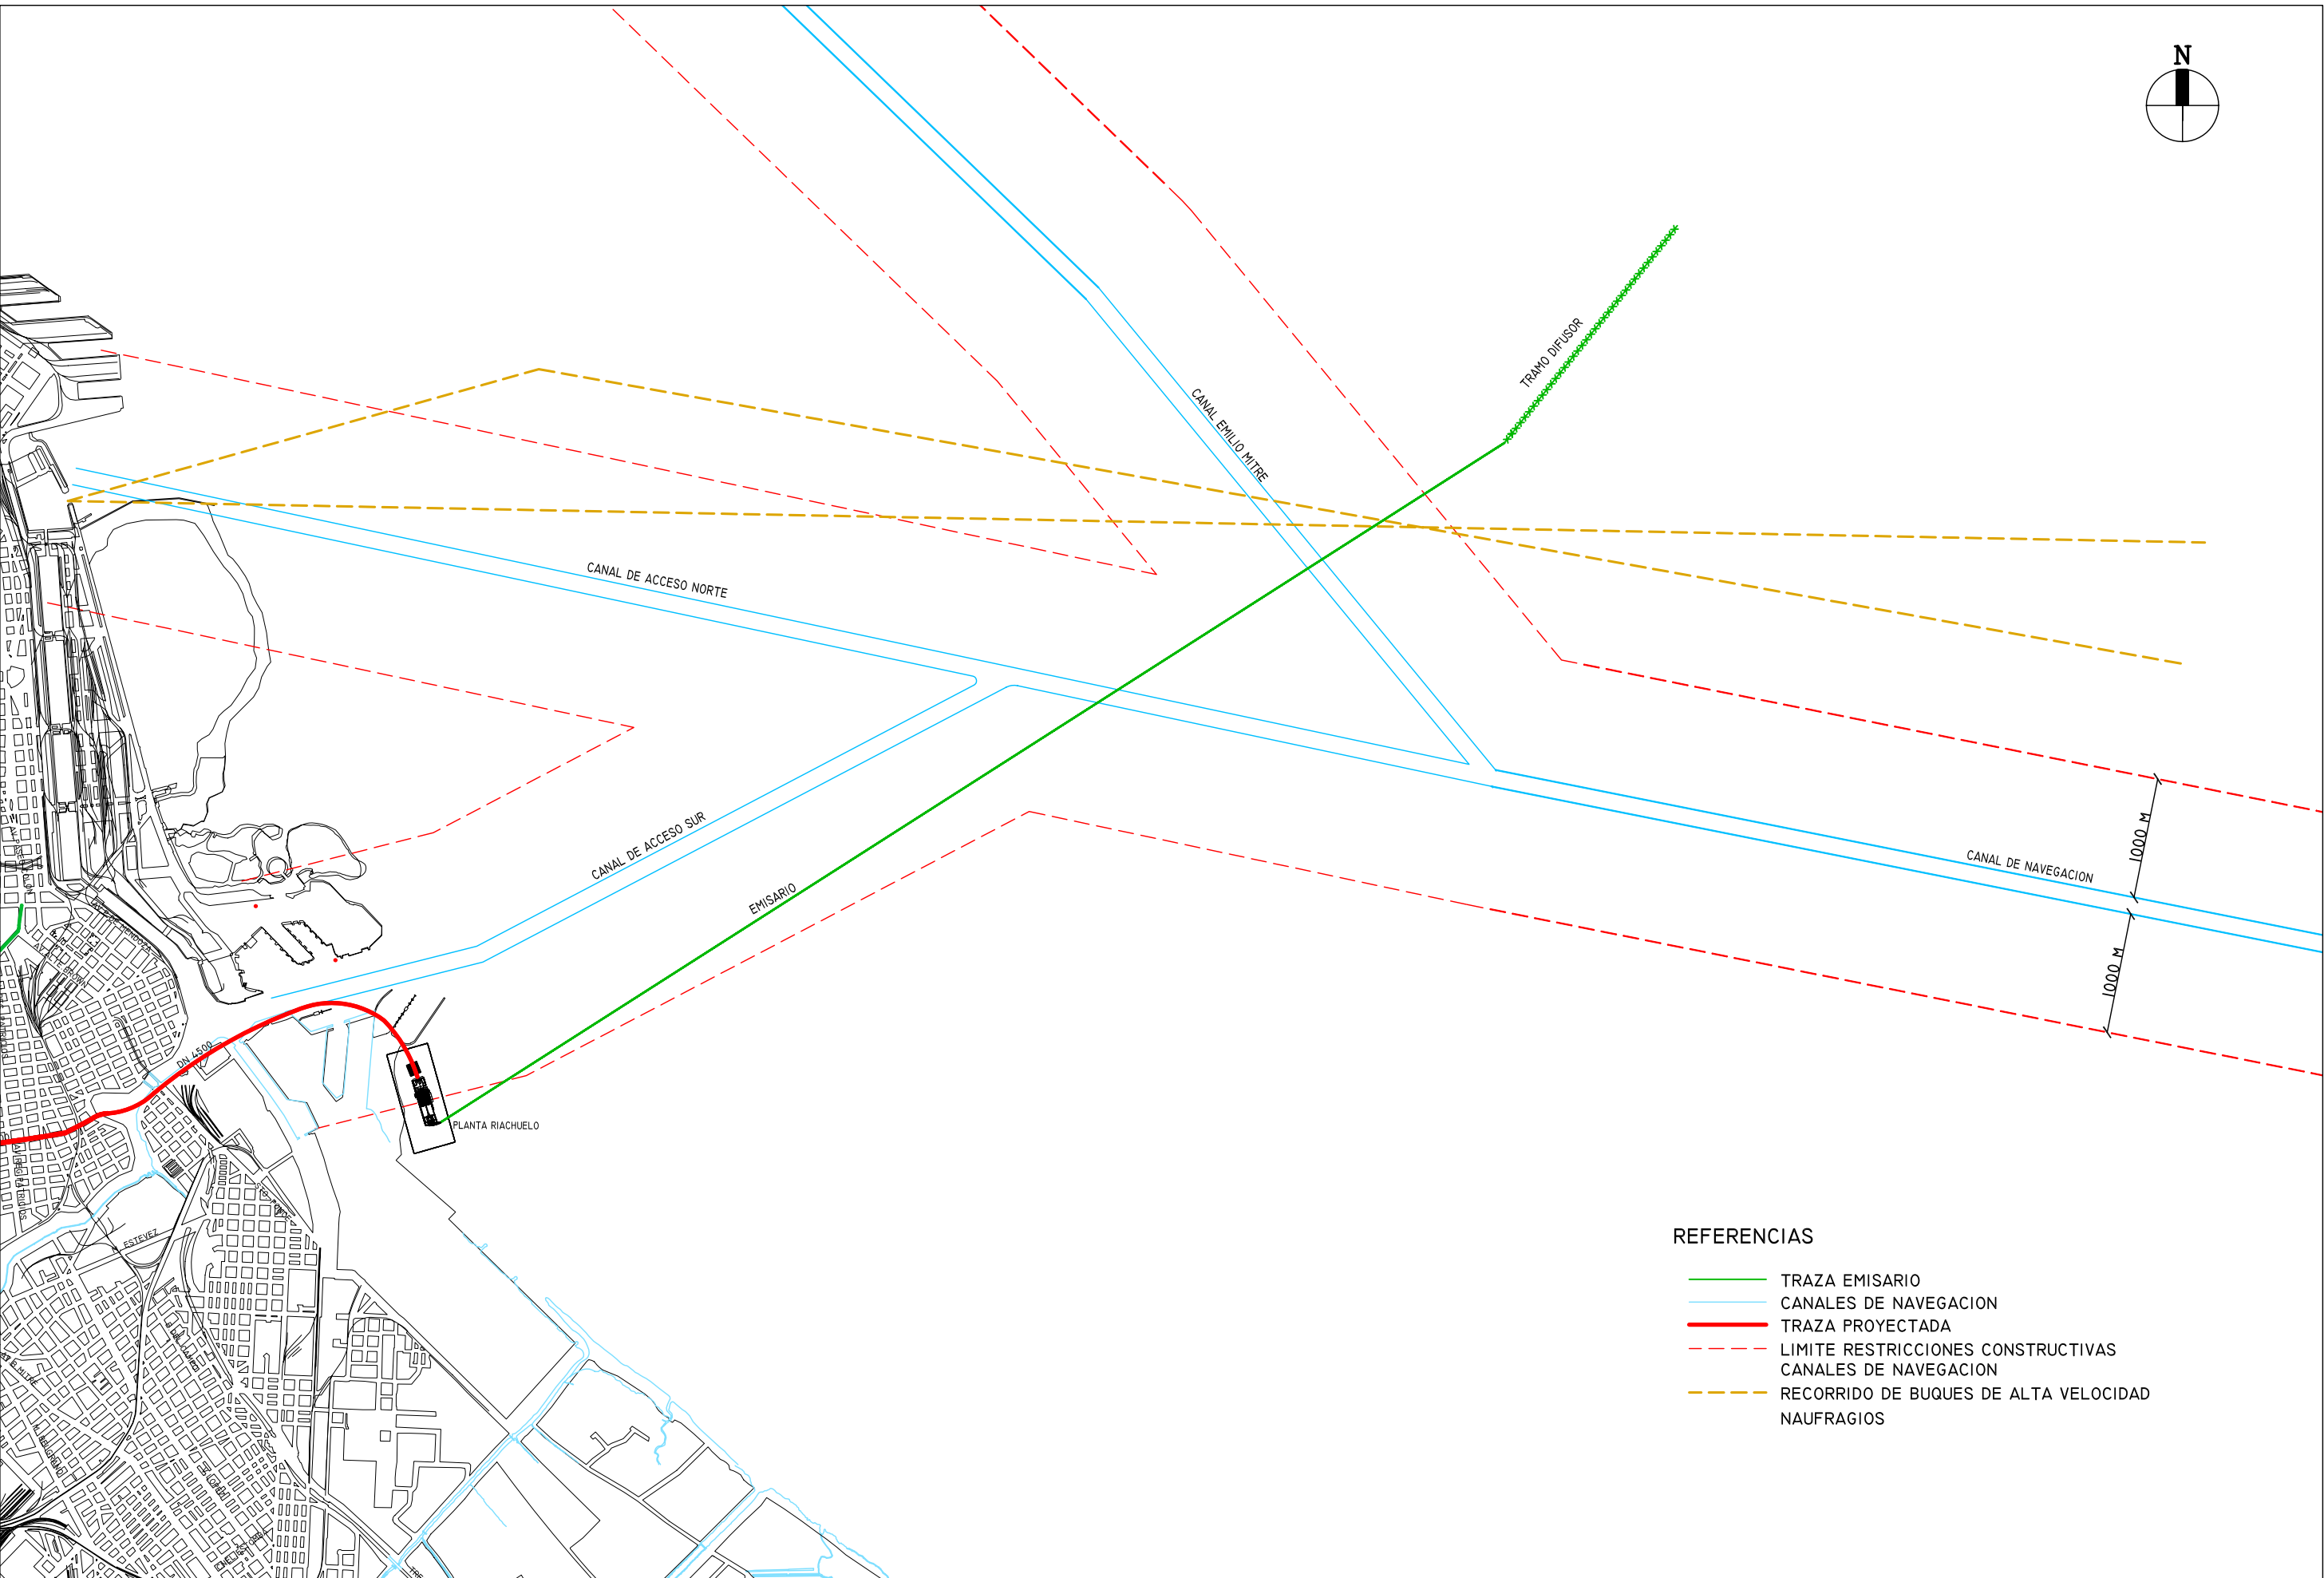 N
TRAMO DIFUSOR
CANAL EMILIO MITRE
CANAL DE ACCESO NORTE
CANAL DE ACCESO SUR
EMISARIO
1000 M
CANAL DE NAVEGACION
1000 M
DN 4500
PLANTA RIACHUELO
ESTEVEZ
REFERENCIAS
TRAZA EMISARIO
CANALES DE NAVEGACION
TRAZA PROYECTADA
LIMITE RESTRICCIONES CONSTRUCTIVAS
CANALES DE NAVEGACION
RECORRIDO DE BUQUES DE ALTA VELOCIDAD
NAUFRAGIOS